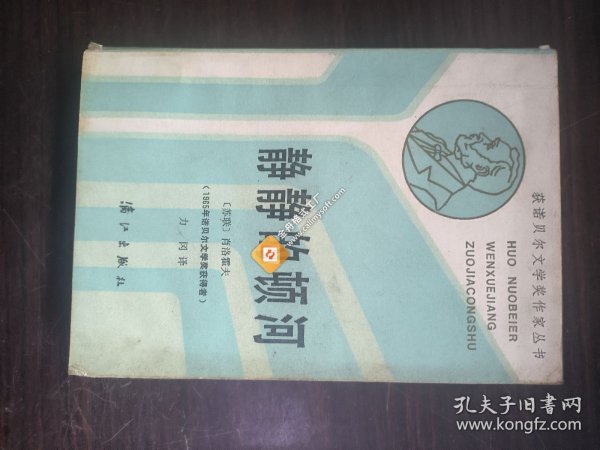 获诺贝尔文学奖作家丛书
HUO NUOBEIER
WENXUEJIANG
ZUOJIACONGSHU
静静的顿河
〔苏联〕肖洛霍夫
(1965年诺贝尔文学奖获得者)
力冈译
漓江出版社
www.caltinysoft.com
孔夫子旧书网
www.kongfz.com